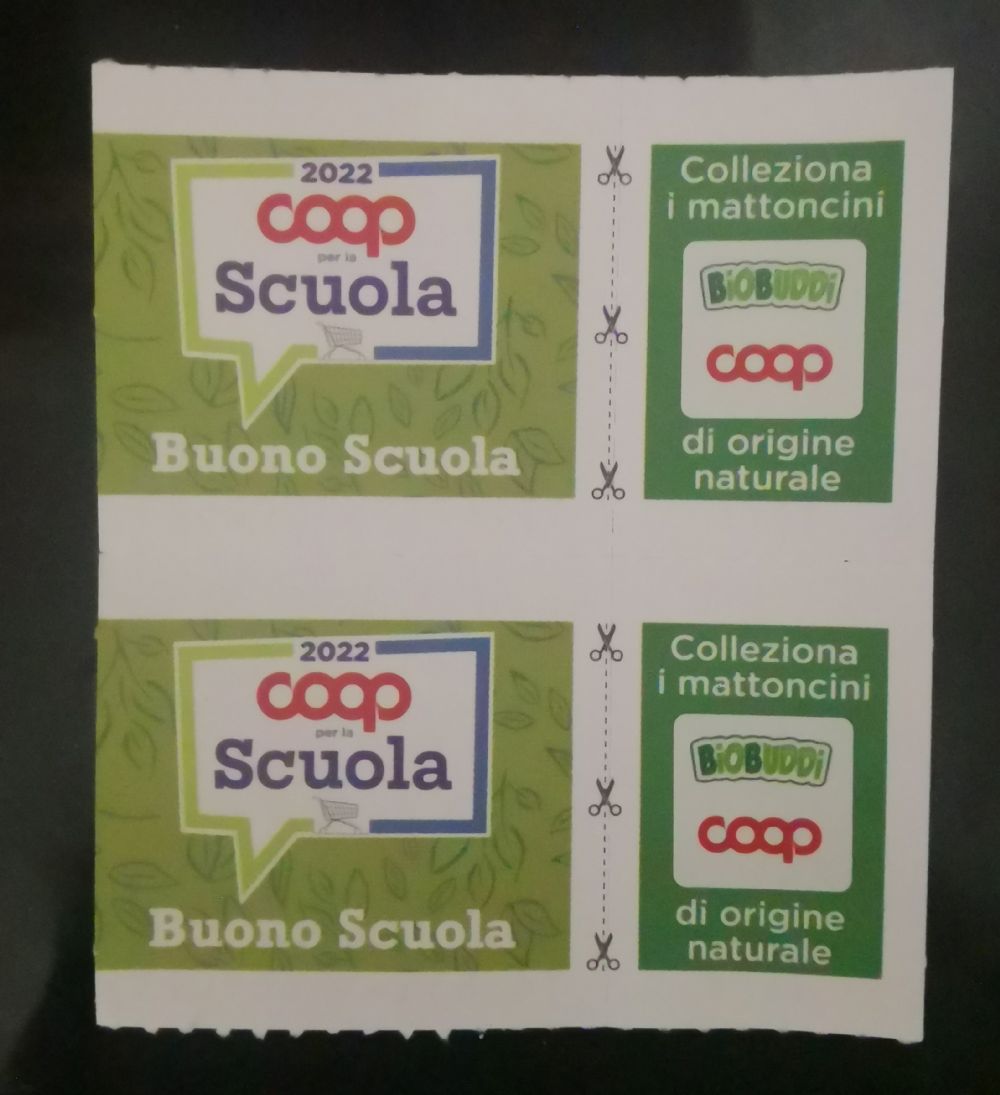 2022
coop
per la
Scuola
Buono Scuola
Colleziona
i mattoncini
BiOBUDDi
coop
di origine
naturale
2022
coop
per la
Scuola
Buono Scuola
Colleziona
i mattoncini
BiOBUDDi
coop
di origine
naturale